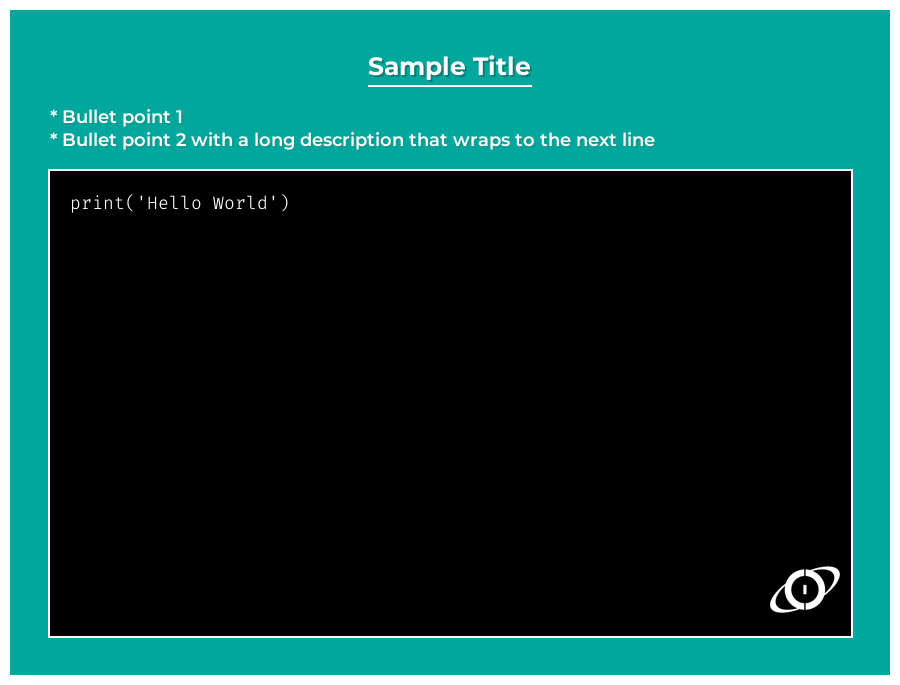 Sample Title
* Bullet point 1
* Bullet point 2 with a long description that wraps to the next line
print('Hello World')